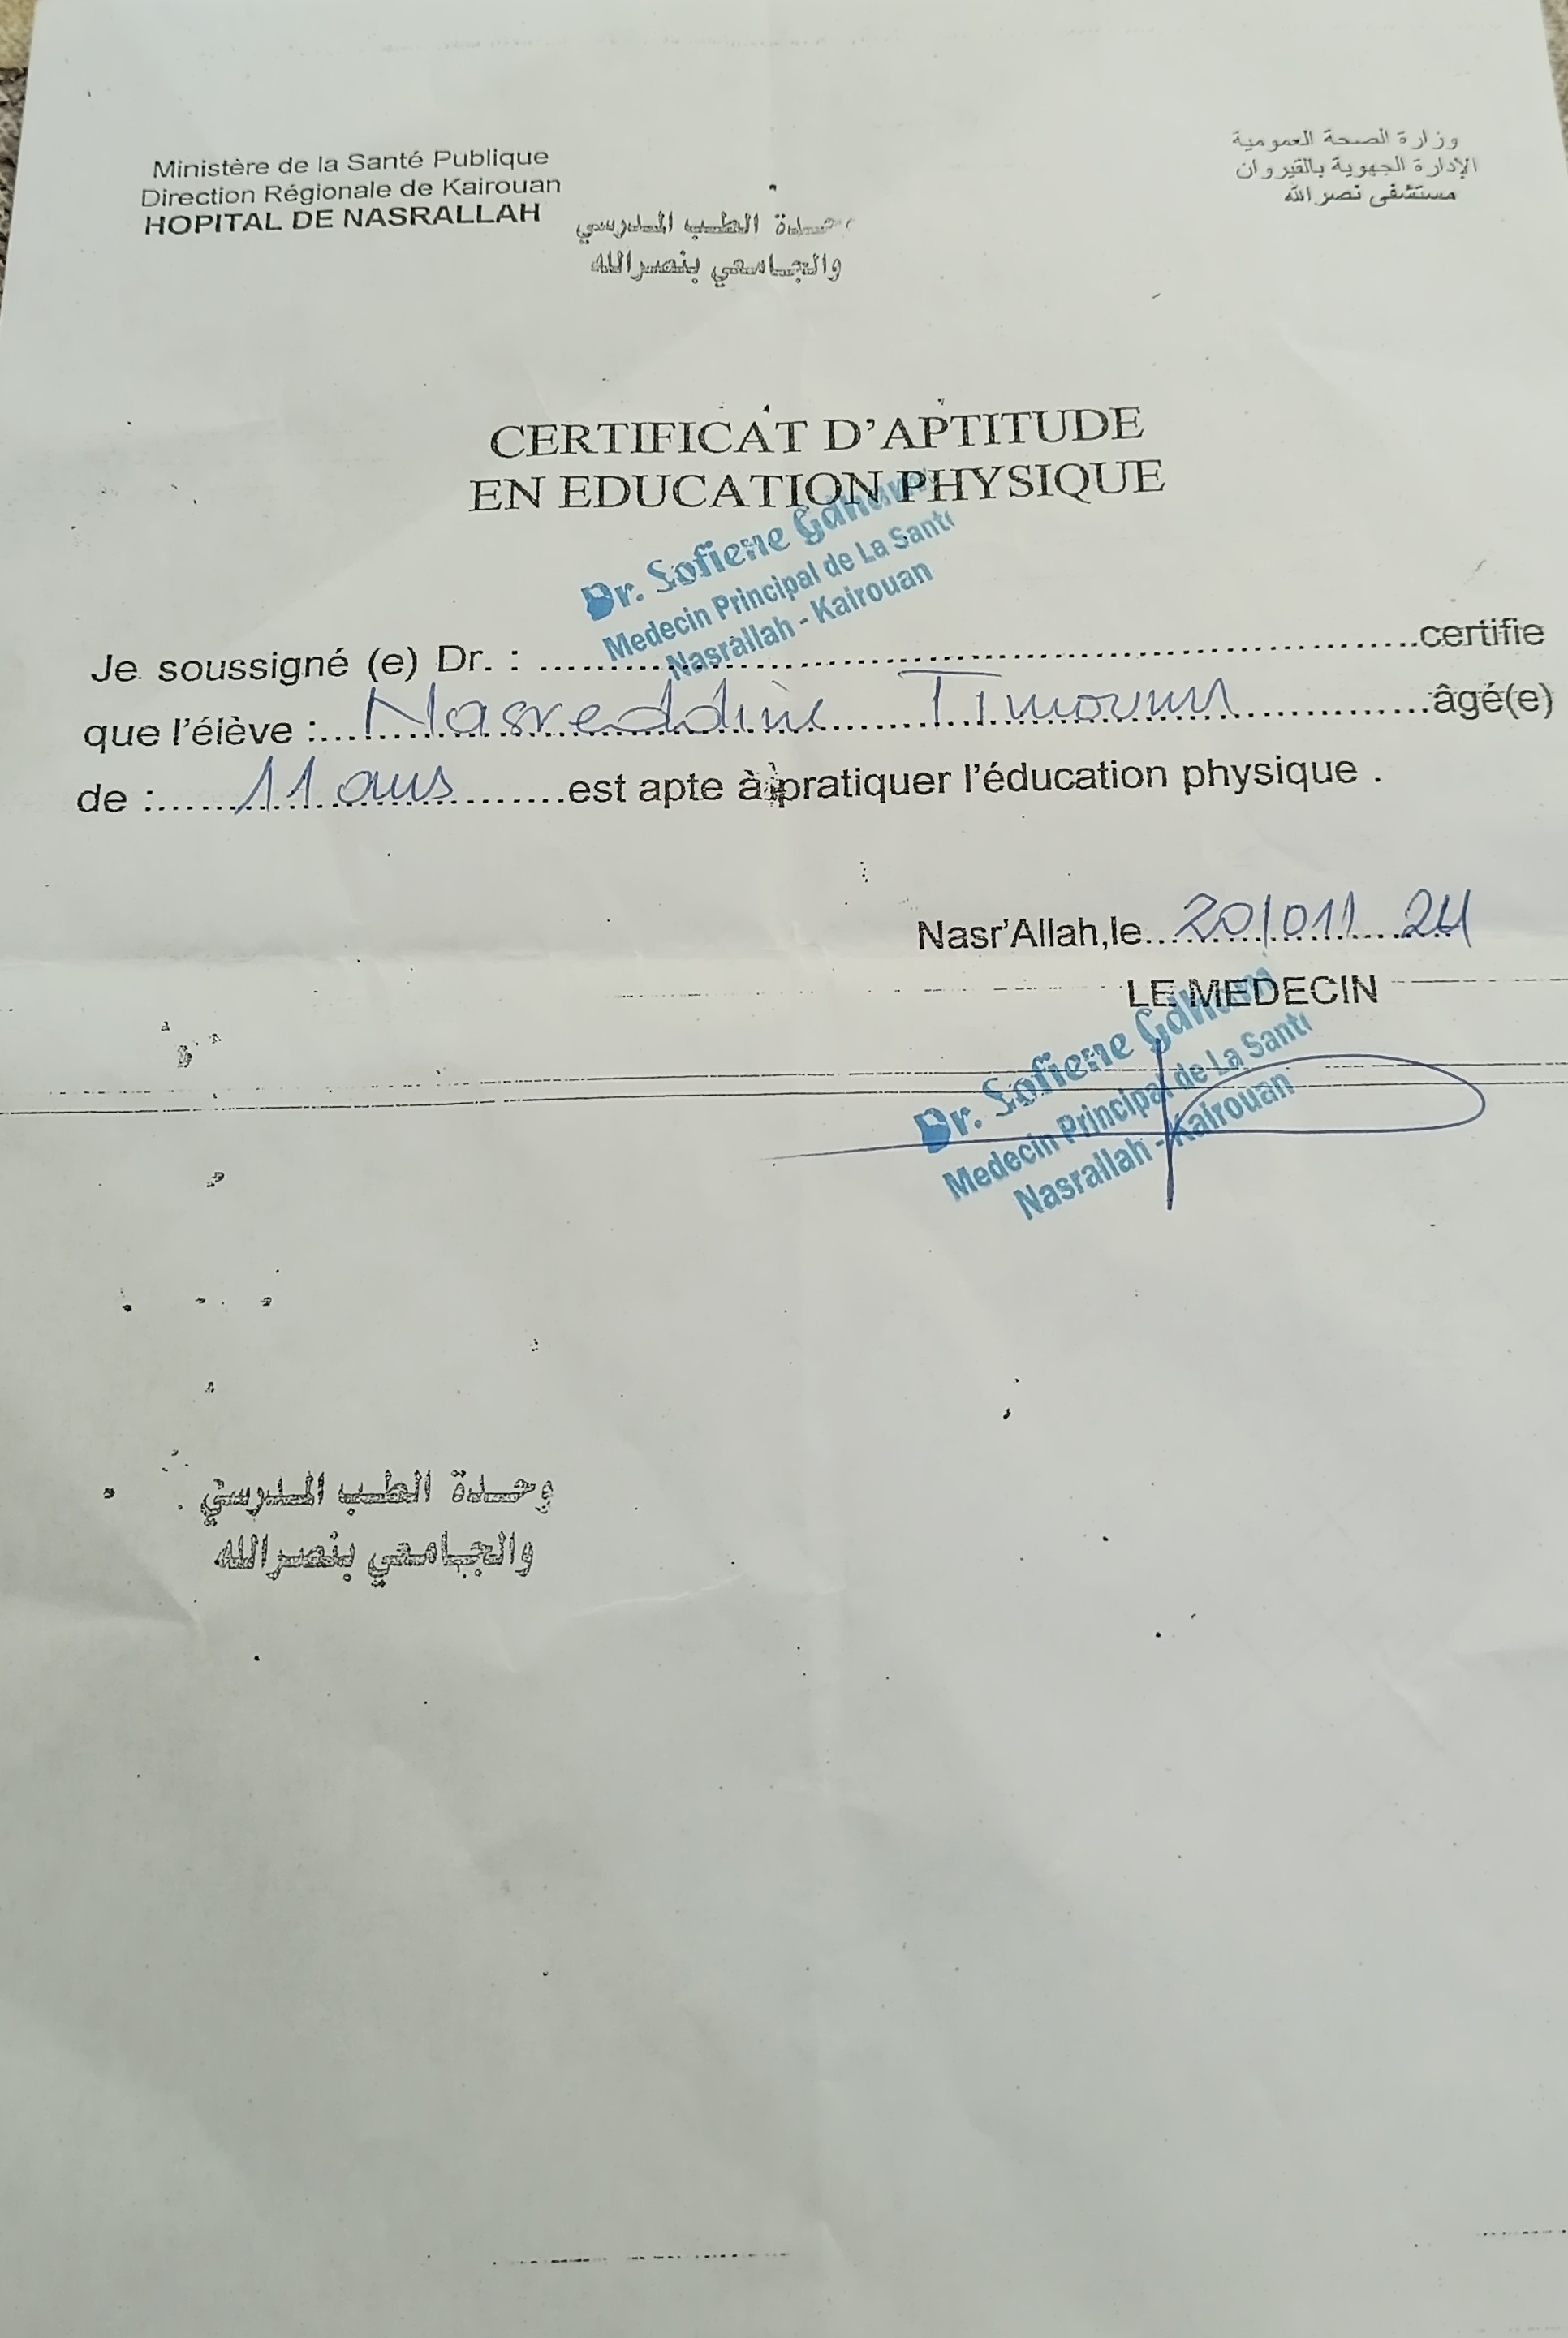 Ministère de la Santé Publique
Direction Régionale de Kairouan
HOPITAL DE NASRALLAH
وزارة الصحة العمومية
الإدارة الجهوية بالقيروان
مستشفى نصر الله
وحدة الطب المدرسي
والجامعي بنصرالله
CERTIFICAT D'APTITUDE
EN EDUCATION PHYSIQUE
Dr. Sofiene
Medecin Principal de La Santé
Nasrallah - Kairouan
Je soussigné (e) Dr. : ..........certifie
que l'élève : Nasreddine Timoumi âgé(e)
de : 11 ans est apte à pratiquer l'éducation physique .
Nasr'Allah,le 20/011 24
LE MEDECIN
Dr. Sofiene
Medecin Principal de La Santé
Nasrallah - Kairouan
وحدة الطب المدرسي
والجامعي بنصرالله